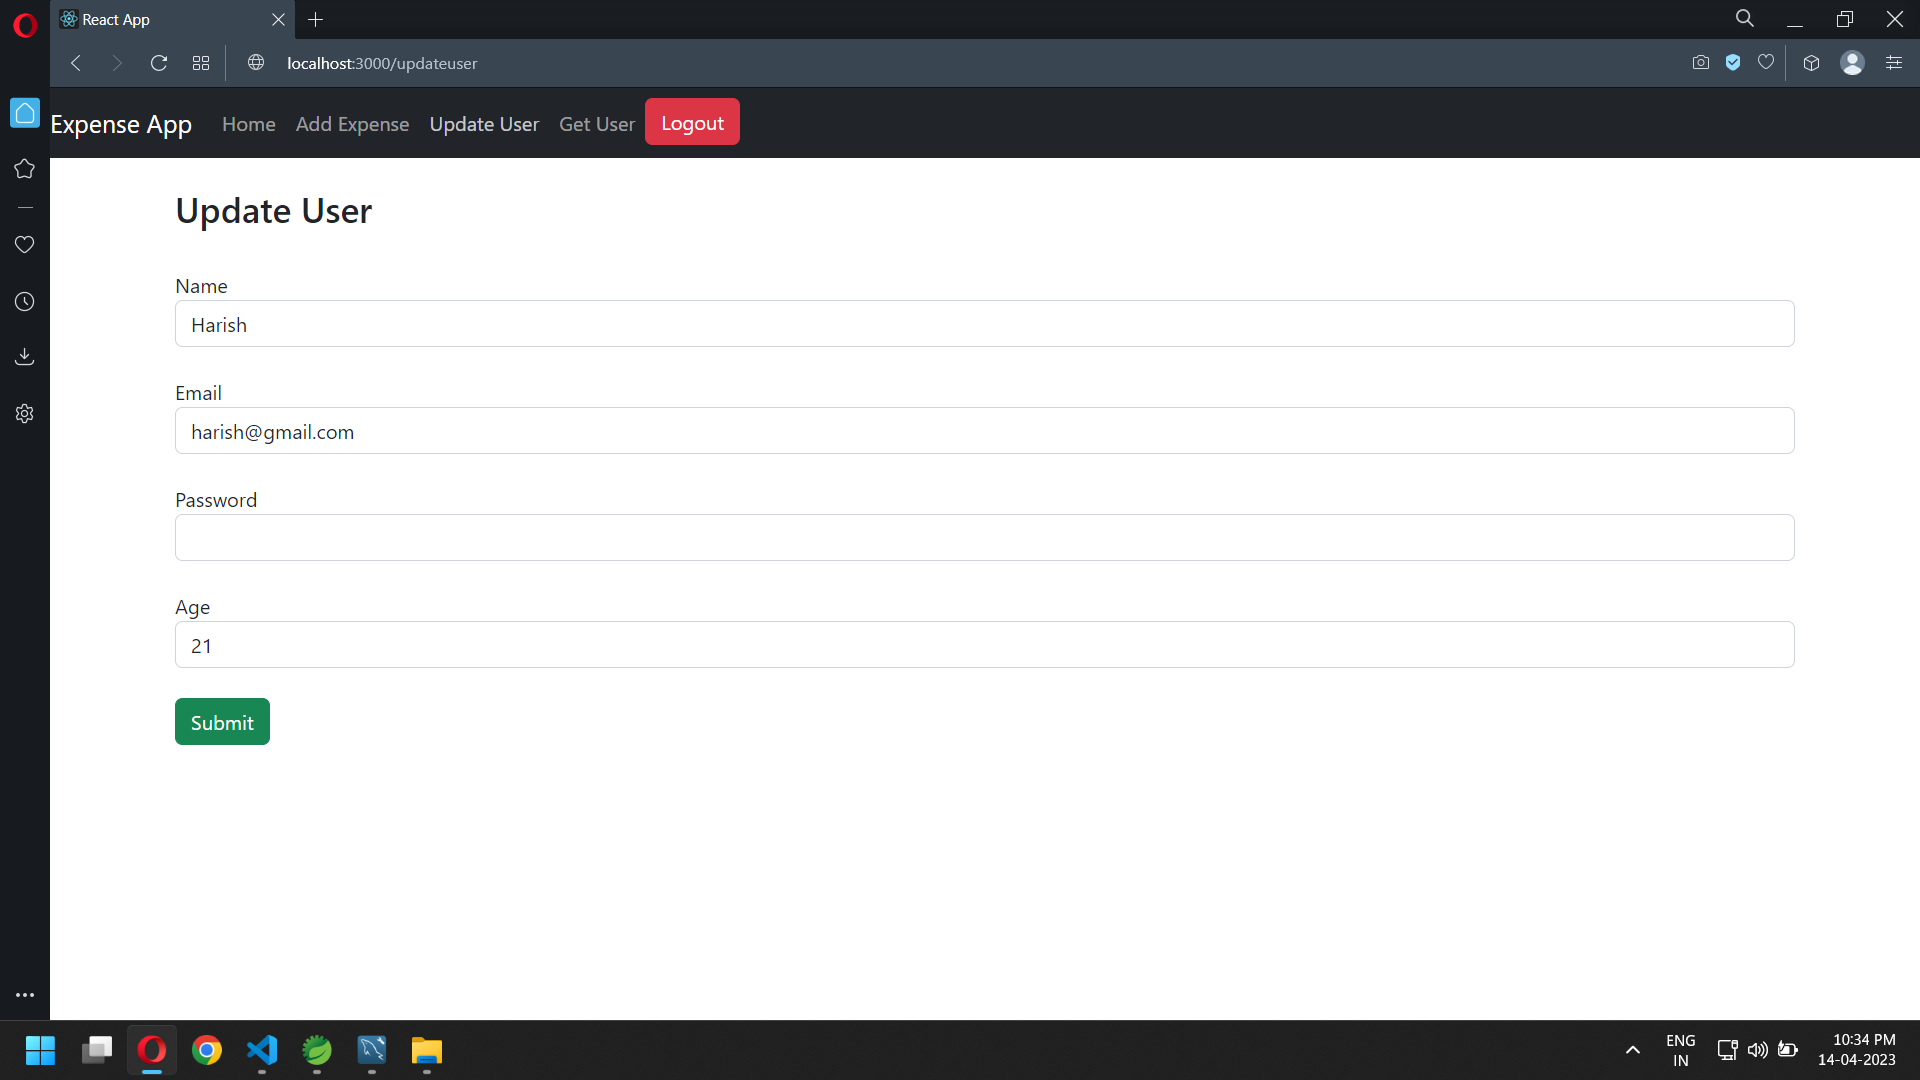 React App
localhost:3000/updateuser
Expense App Home Add Expense Update User Get User Logout
Update User
Name
Harish
Email
harish@gmail.com
Password
Age
21
Submit
ENG
IN
10:34 PM
14-04-2023